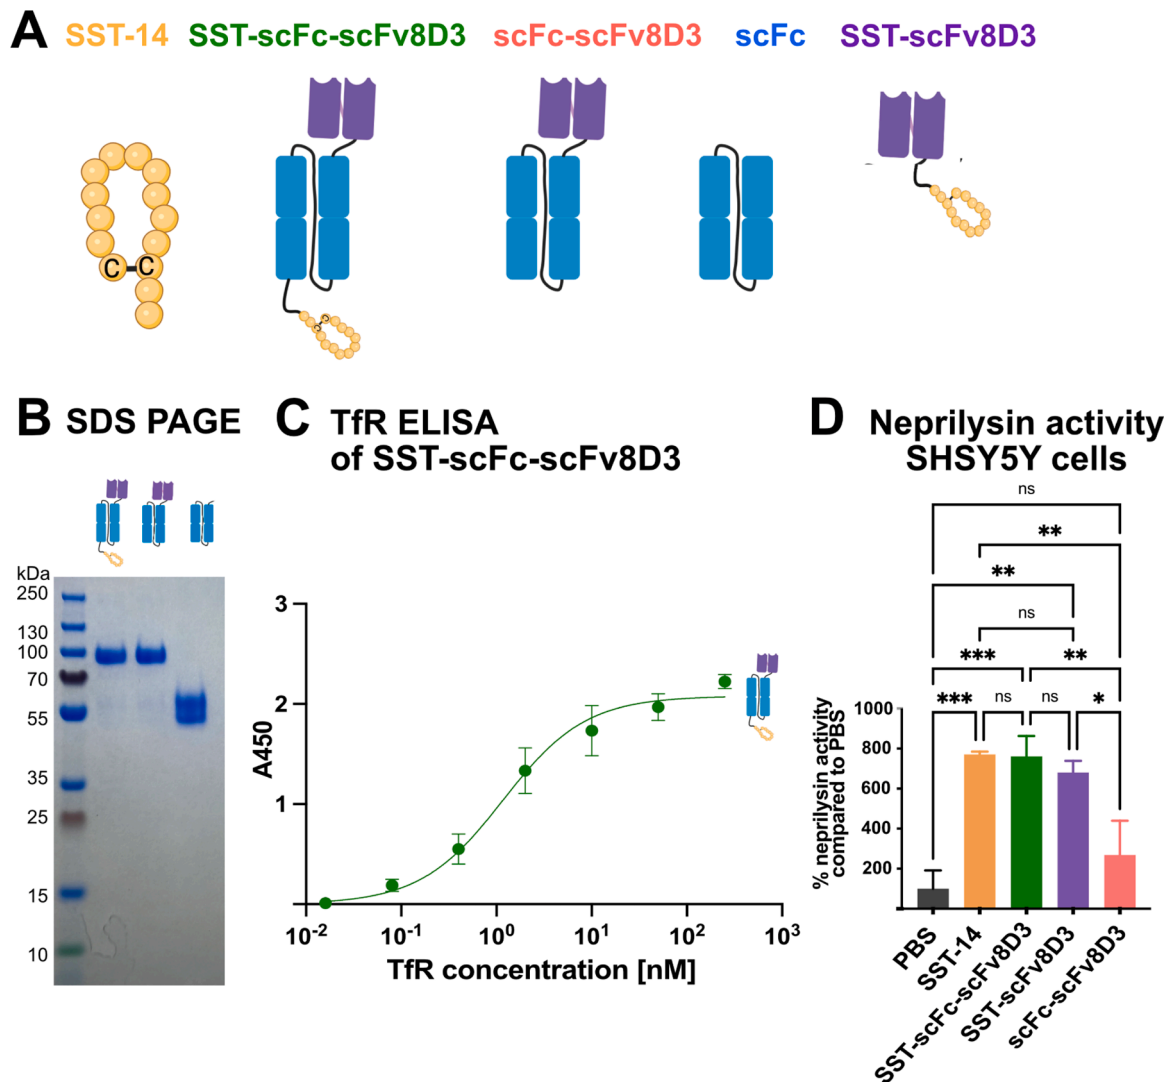 A SST-14 SST-scFc-scFv8D3 scFc-scFv8D3 scFc SST-scFv8D3
C C
C C
B SDS PAGE
kDa
250
130
100
70
55
35
25
15
10
C TfR ELISA
of SST-scFc-scFv8D3
A450
3
2
1
10-2 10-1 100 101 102 103
TfR concentration [nM]
D Neprilysin activity
SHSY5Y cells
ns
**
**
ns
*** **
*** ns ns *
% neprilysin activity
compared to PBS
1000
800
600
400
200
PBS
SST-14
SST-scFc-scFv8D3
SST-scFv8D3
scFc-scFv8D3